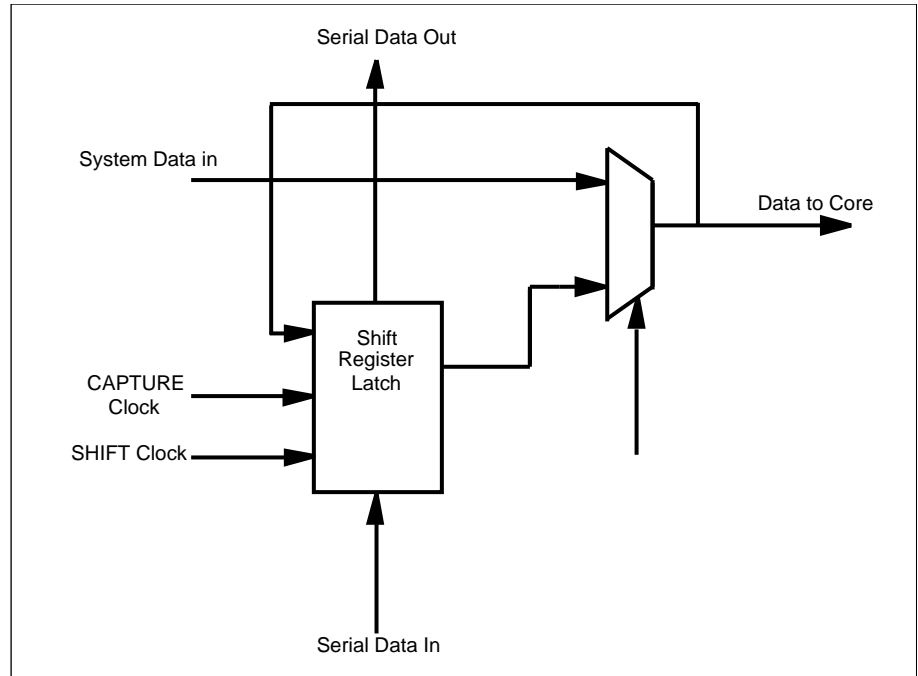 Serial Data Out
System Data in
Data to Core
Shift
Register
Latch
CAPTURE
Clock
SHIFT Clock
Serial Data In